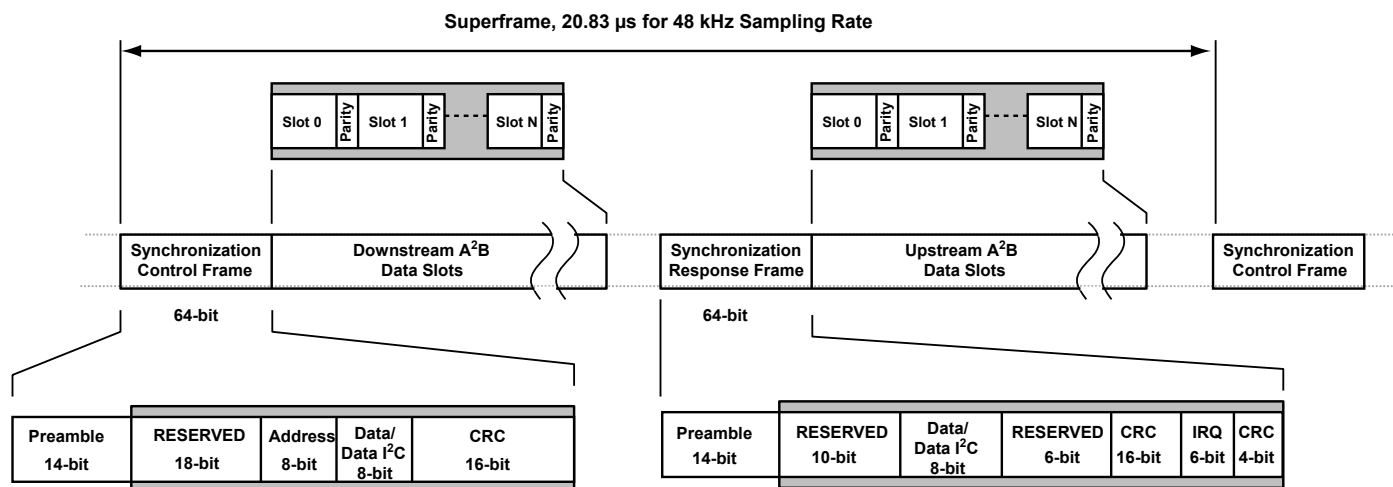 Superframe, 20.83 µs for 48 kHz Sampling Rate
Slot 0
Parity
Slot 1
Parity
Slot N
Parity
Slot 0
Parity
Slot 1
Parity
Slot N
Parity
Synchronization
Control Frame
Downstream A²B
Data Slots
Synchronization
Response Frame
Upstream A²B
Data Slots
Synchronization
Control Frame
64-bit
64-bit
Preamble
14-bit
RESERVED
18-bit
Address
8-bit
Data/
Data I²C
8-bit
CRC
16-bit
Preamble
14-bit
RESERVED
10-bit
Data/
Data I²C
8-bit
RESERVED
6-bit
CRC
16-bit
IRQ
6-bit
CRC
4-bit